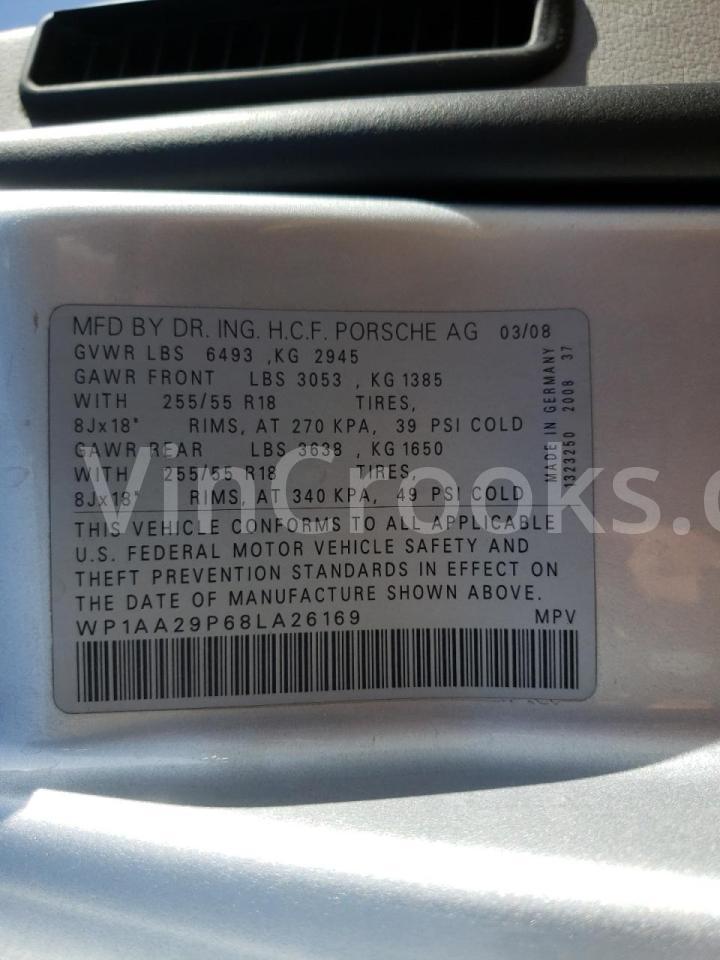 MFD BY DR. ING. H.C.F. PORSCHE AG 03/08
GVWR LBS 6493 ,KG 2945
GAWR FRONT LBS 3053 , KG 1385
WITH 255/55 R18 TIRES,
8Jx18" RIMS, AT 270 KPA, 39 PSI COLD
GAWR REAR LBS 3638 , KG 1650
WITH 255/55 R18 TIRES,
8Jx18" RIMS, AT 340 KPA, 49 PSI COLD
MADE IN GERMANY
1323250 2008 37
THIS VEHICLE CONFORMS TO ALL APPLICABLE
U.S. FEDERAL MOTOR VEHICLE SAFETY AND
THEFT PREVENTION STANDARDS IN EFFECT ON
THE DATE OF MANUFACTURE SHOWN ABOVE.
WP1AA29P68LA26169 MPV
VinCrooks.c